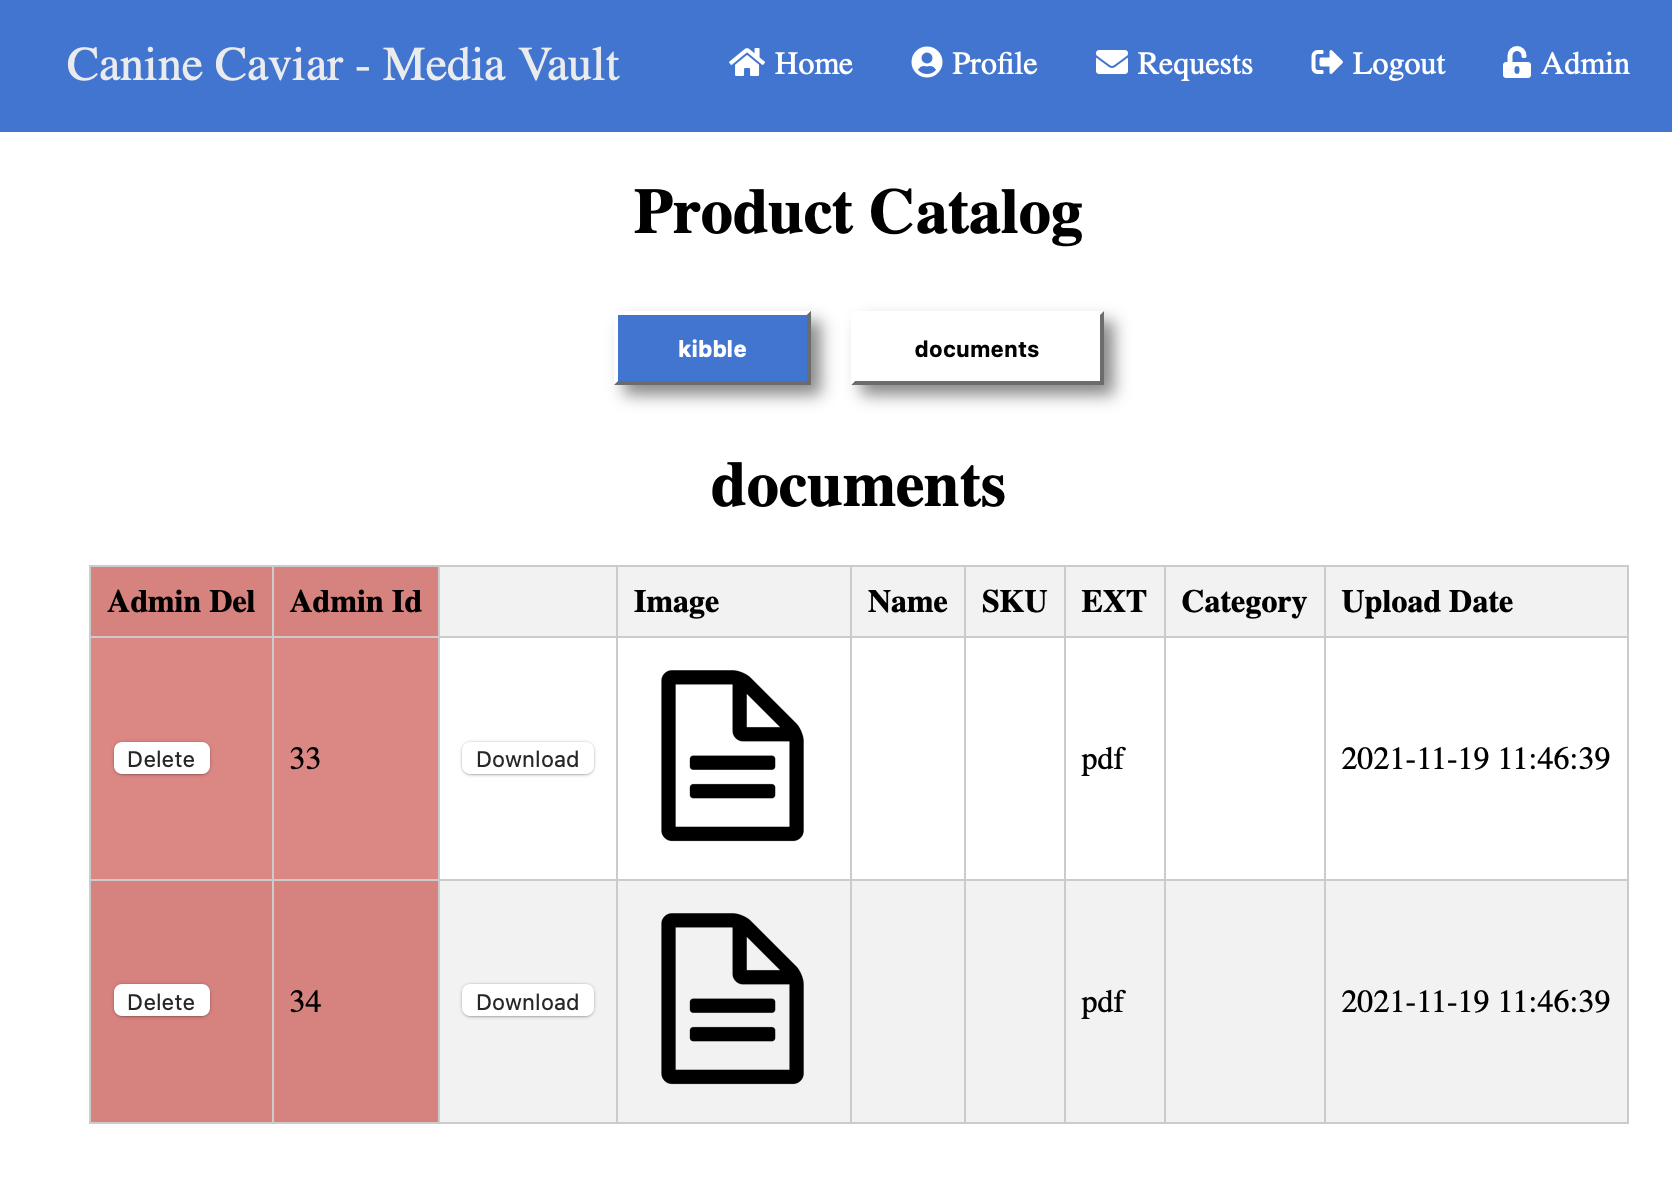 Canine Caviar - Media Vault Home Profile Requests Logout Admin
Product Catalog
kibble documents
documents
Admin Del Admin Id Image Name SKU EXT Category Upload Date
Delete 33 Download pdf 2021-11-19 11:46:39
Delete 34 Download pdf 2021-11-19 11:46:39